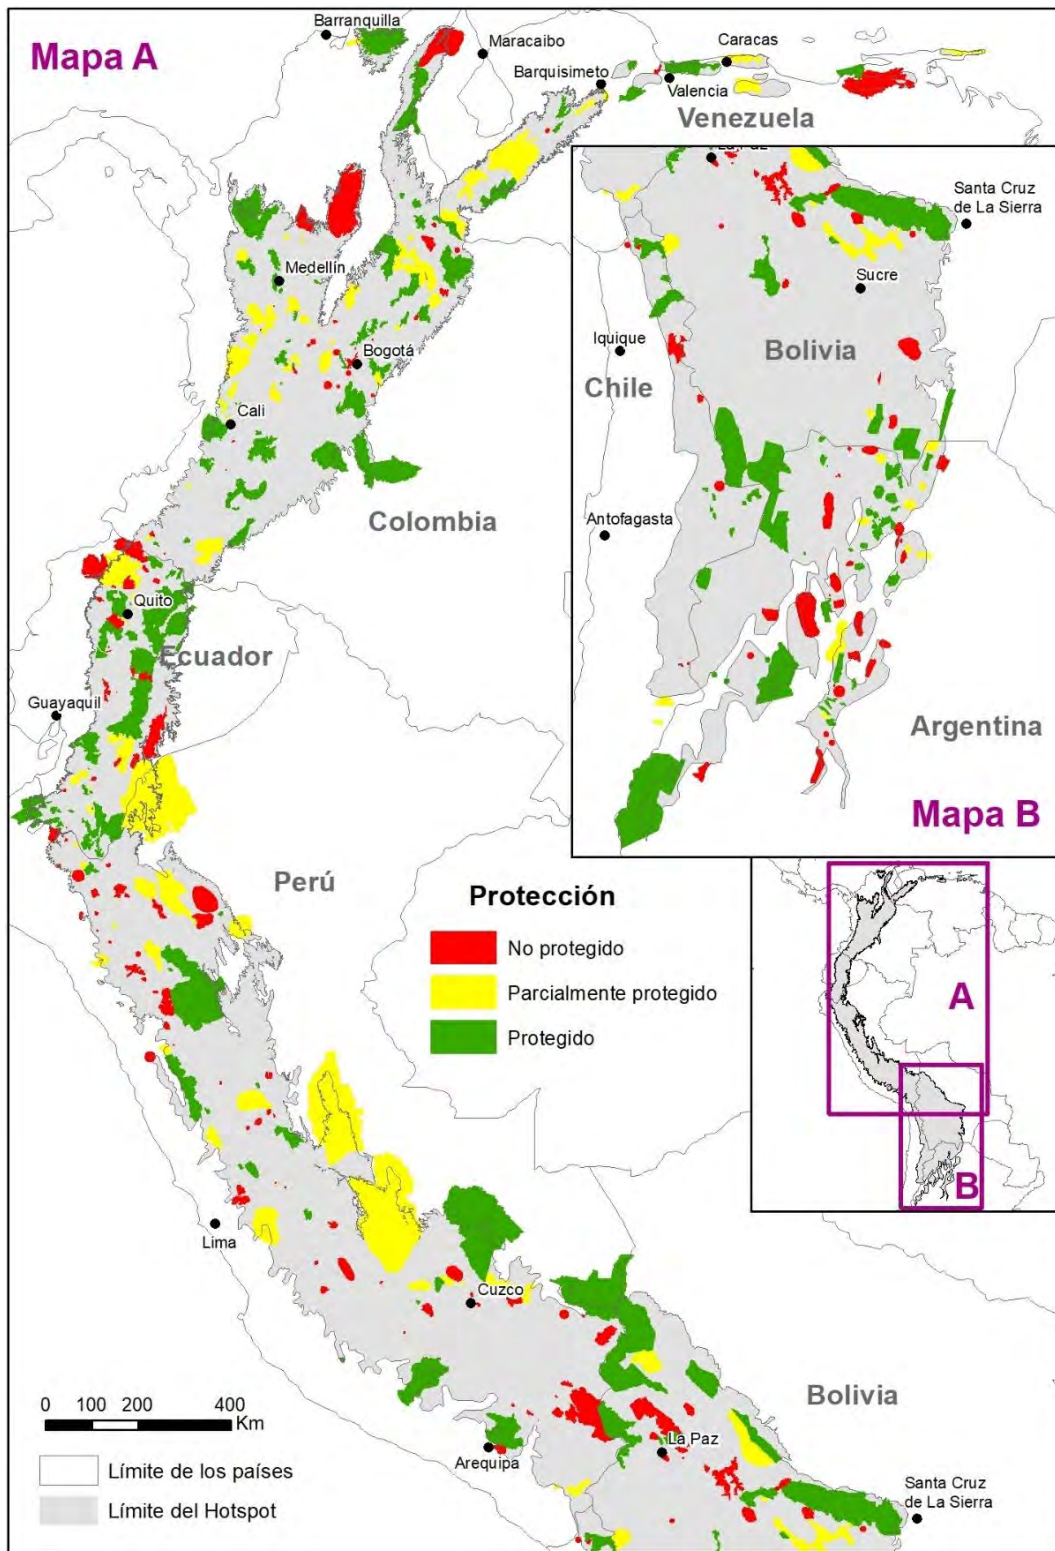 Mapa A
Barranquilla
Maracaibo
Caracas
Barquisimeto
Valencia
Venezuela
Medellín
Bogotá
Cali
Colombia
Quito
Ecuador
Guayaquil
Perú
Lima
Cuzco
Arequipa
La Paz
Bolivia
Santa Cruz
de La Sierra
La Paz
Santa Cruz
de La Sierra
Sucre
Iquique
Bolivia
Chile
Antofagasta
Argentina
Mapa B
Protección
No protegido
Parcialmente protegido
Protegido
A
B
0 100 200 400
Km
Límite de los países
Límite del Hotspot